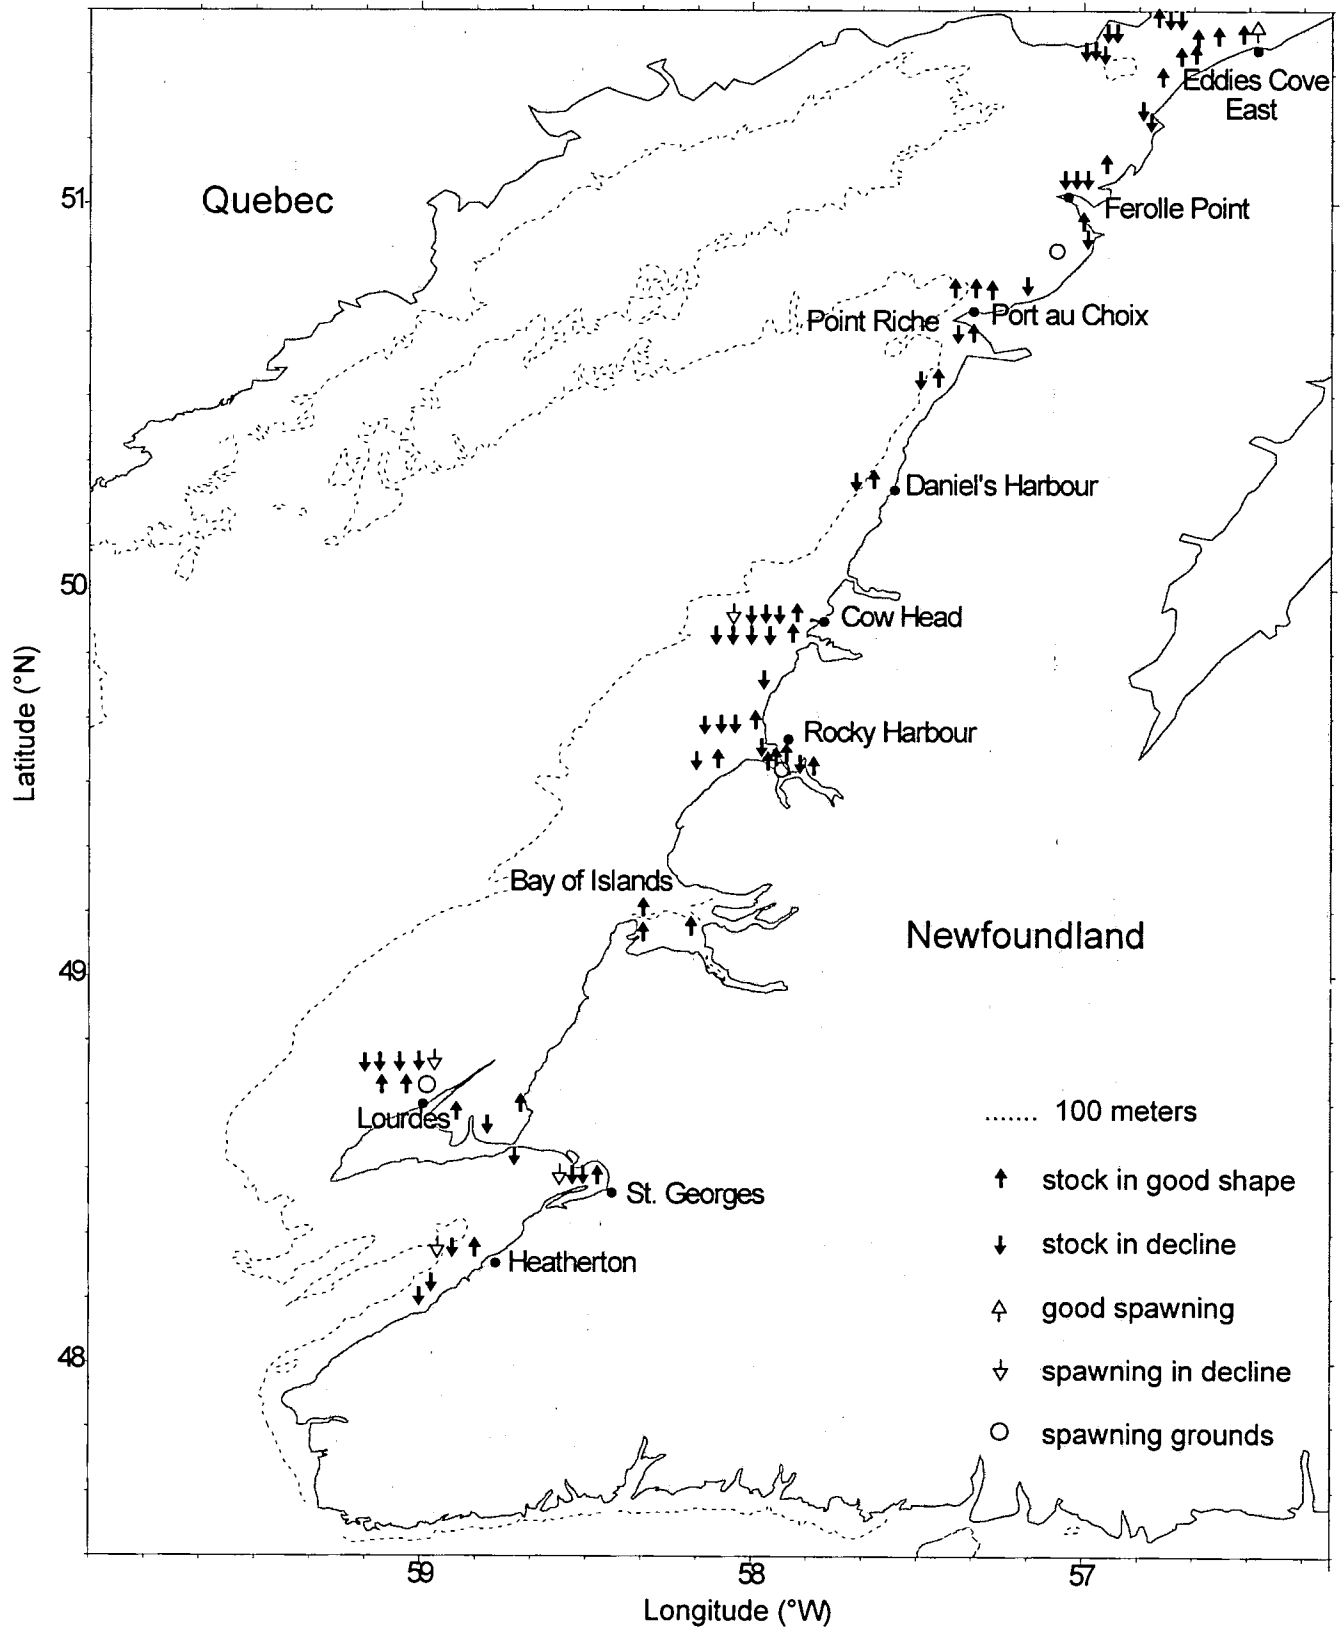 Eddies Cove
East
Quebec
51
Ferolle Point
Point Riche
Port au Choix
Daniel's Harbour
50
Cow Head
Latitude (°N)
Rocky Harbour
Bay of Islands
Newfoundland
49
Lourdes
100 meters
stock in good shape
St. Georges
stock in decline
Heatherton
good spawning
48
spawning in decline
spawning grounds
59
58
57
Longitude (°W)